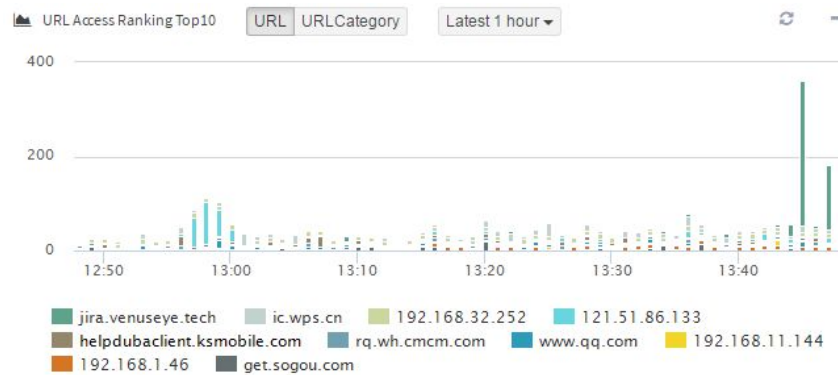 URL Access Ranking Top10 URL URLCategory Latest 1 hour
400
200
0
12:50 13:00 13:10 13:20 13:30 13:40
jira.venuseye.tech ic.wps.cn 192.168.32.252 121.51.86.133
helpdubaclient.ksmobile.com rq.wh.cmcm.com www.qq.com 192.168.11.144
192.168.1.46 get.sogou.com